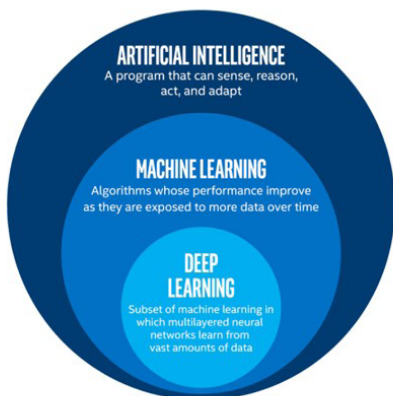 ARTIFICIAL INTELLIGENCE
A program that can sense, reason,
act, and adapt
MACHINE LEARNING
Algorithms whose performance improve
as they are exposed to more data over time
DEEP
LEARNING
Subset of machine learning in
which multilayered neural
networks learn from
vast amounts of data